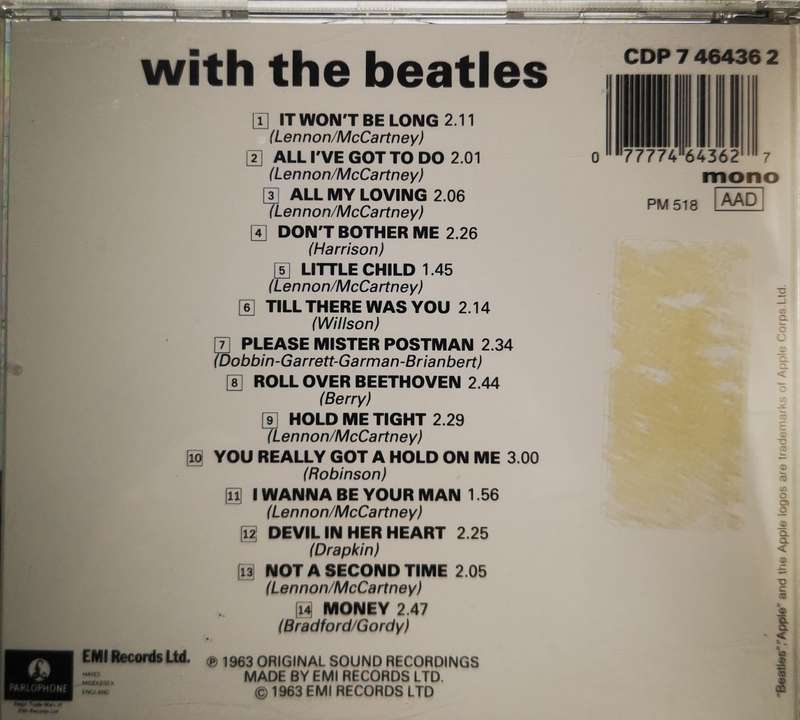 with the beatles
CDP 7 46436 2
0 77774 64362 7
mono
PM 518 AAD
1 IT WON'T BE LONG 2.11
(Lennon/McCartney)
2 ALL I'VE GOT TO DO 2.01
(Lennon/McCartney)
3 ALL MY LOVING 2.06
(Lennon/McCartney)
4 DON'T BOTHER ME 2.26
(Harrison)
5 LITTLE CHILD 1.45
(Lennon/McCartney)
6 TILL THERE WAS YOU 2.14
(Willson)
7 PLEASE MISTER POSTMAN 2.34
(Dobbin-Garrett-Garman-Brianbert)
8 ROLL OVER BEETHOVEN 2.44
(Berry)
9 HOLD ME TIGHT 2.29
(Lennon/McCartney)
10 YOU REALLY GOT A HOLD ON ME 3.00
(Robinson)
11 I WANNA BE YOUR MAN 1.56
(Lennon/McCartney)
12 DEVIL IN HER HEART 2.25
(Drapkin)
13 NOT A SECOND TIME 2.05
(Lennon/McCartney)
14 MONEY 2.47
(Bradford/Gordy)
"Beatles", "Apple" and the Apple logos are trademarks of Apple Corps. Ltd.
PARLOPHONE
EMI Records Ltd.
HAYES
MIDDLESEX
ENGLAND
℗ 1963 ORIGINAL SOUND RECORDINGS
MADE BY EMI RECORDS LTD.
© 1963 EMI RECORDS LTD